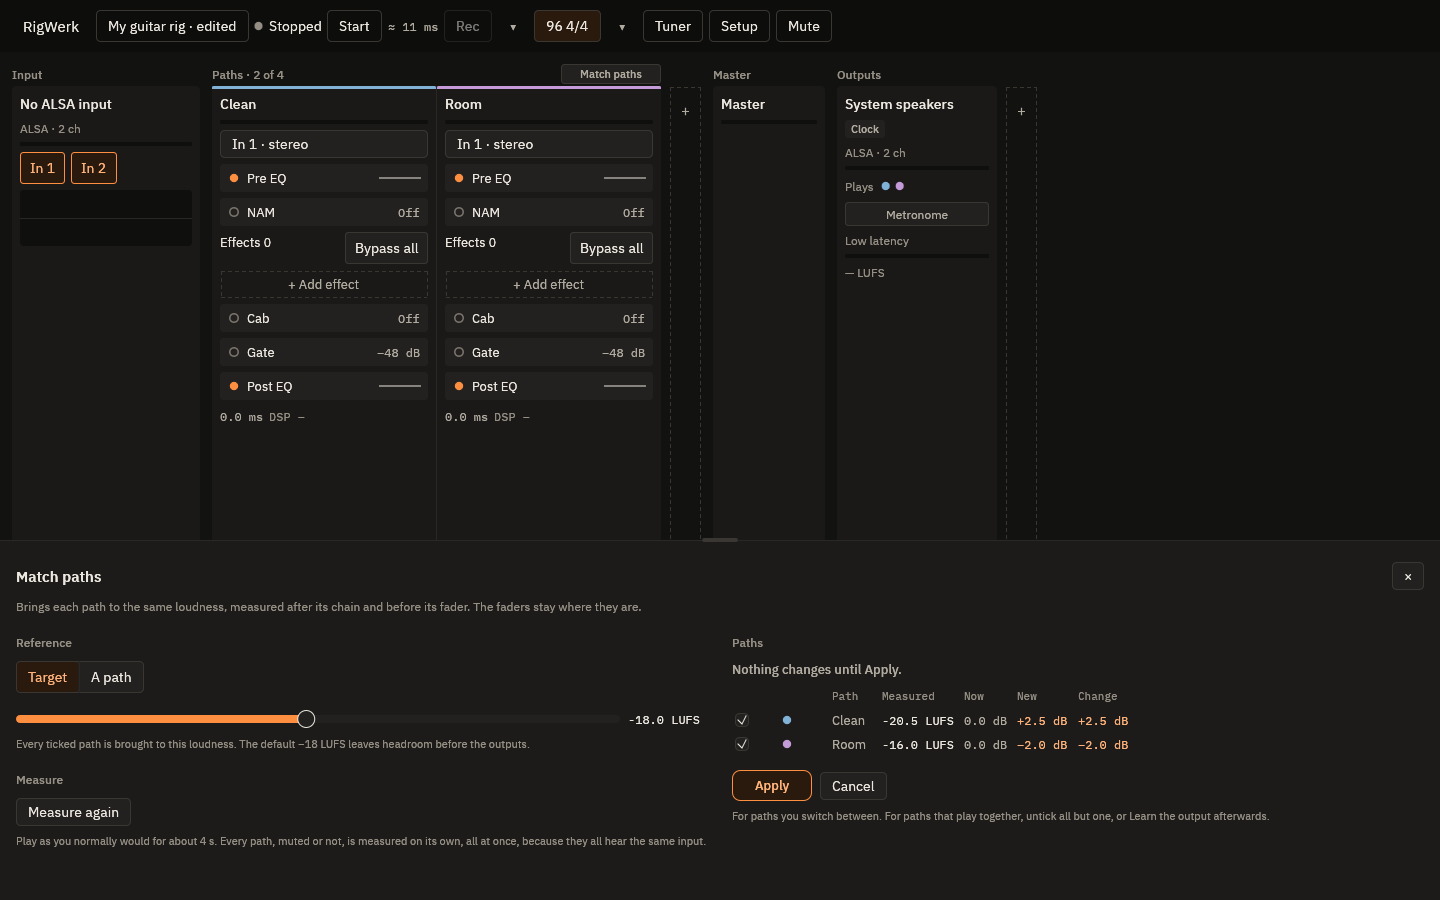 RigWerk My guitar rig · edited Stopped Start ≈ 11 ms Rec ▾ 96 4/4 ▾ Tuner Setup Mute
Input Paths · 2 of 4 Match paths Master Outputs
No ALSA input
ALSA · 2 ch
In 1 In 2
Clean
In 1 · stereo
Pre EQ
NAM Off
Effects 0 Bypass all
+ Add effect
Cab Off
Gate −48 dB
Post EQ
0.0 ms DSP —
Room
In 1 · stereo
Pre EQ
NAM Off
Effects 0 Bypass all
+ Add effect
Cab Off
Gate −48 dB
Post EQ
0.0 ms DSP —
+
Master
System speakers
Clock
ALSA · 2 ch
Plays
Metronome
Low latency
— LUFS
+
Match paths ×
Brings each path to the same loudness, measured after its chain and before its fader. The faders stay where they are.
Reference
Target A path
-18.0 LUFS
Every ticked path is brought to this loudness. The default −18 LUFS leaves headroom before the outputs.
Measure
Measure again
Play as you normally would for about 4 s. Every path, muted or not, is measured on its own, all at once, because they all hear the same input.
Paths
Nothing changes until Apply.
Path Measured Now New Change
Clean -20.5 LUFS 0.0 dB +2.5 dB +2.5 dB
Room -16.0 LUFS 0.0 dB −2.0 dB −2.0 dB
Apply Cancel
For paths you switch between. For paths that play together, untick all but one, or Learn the output afterwards.